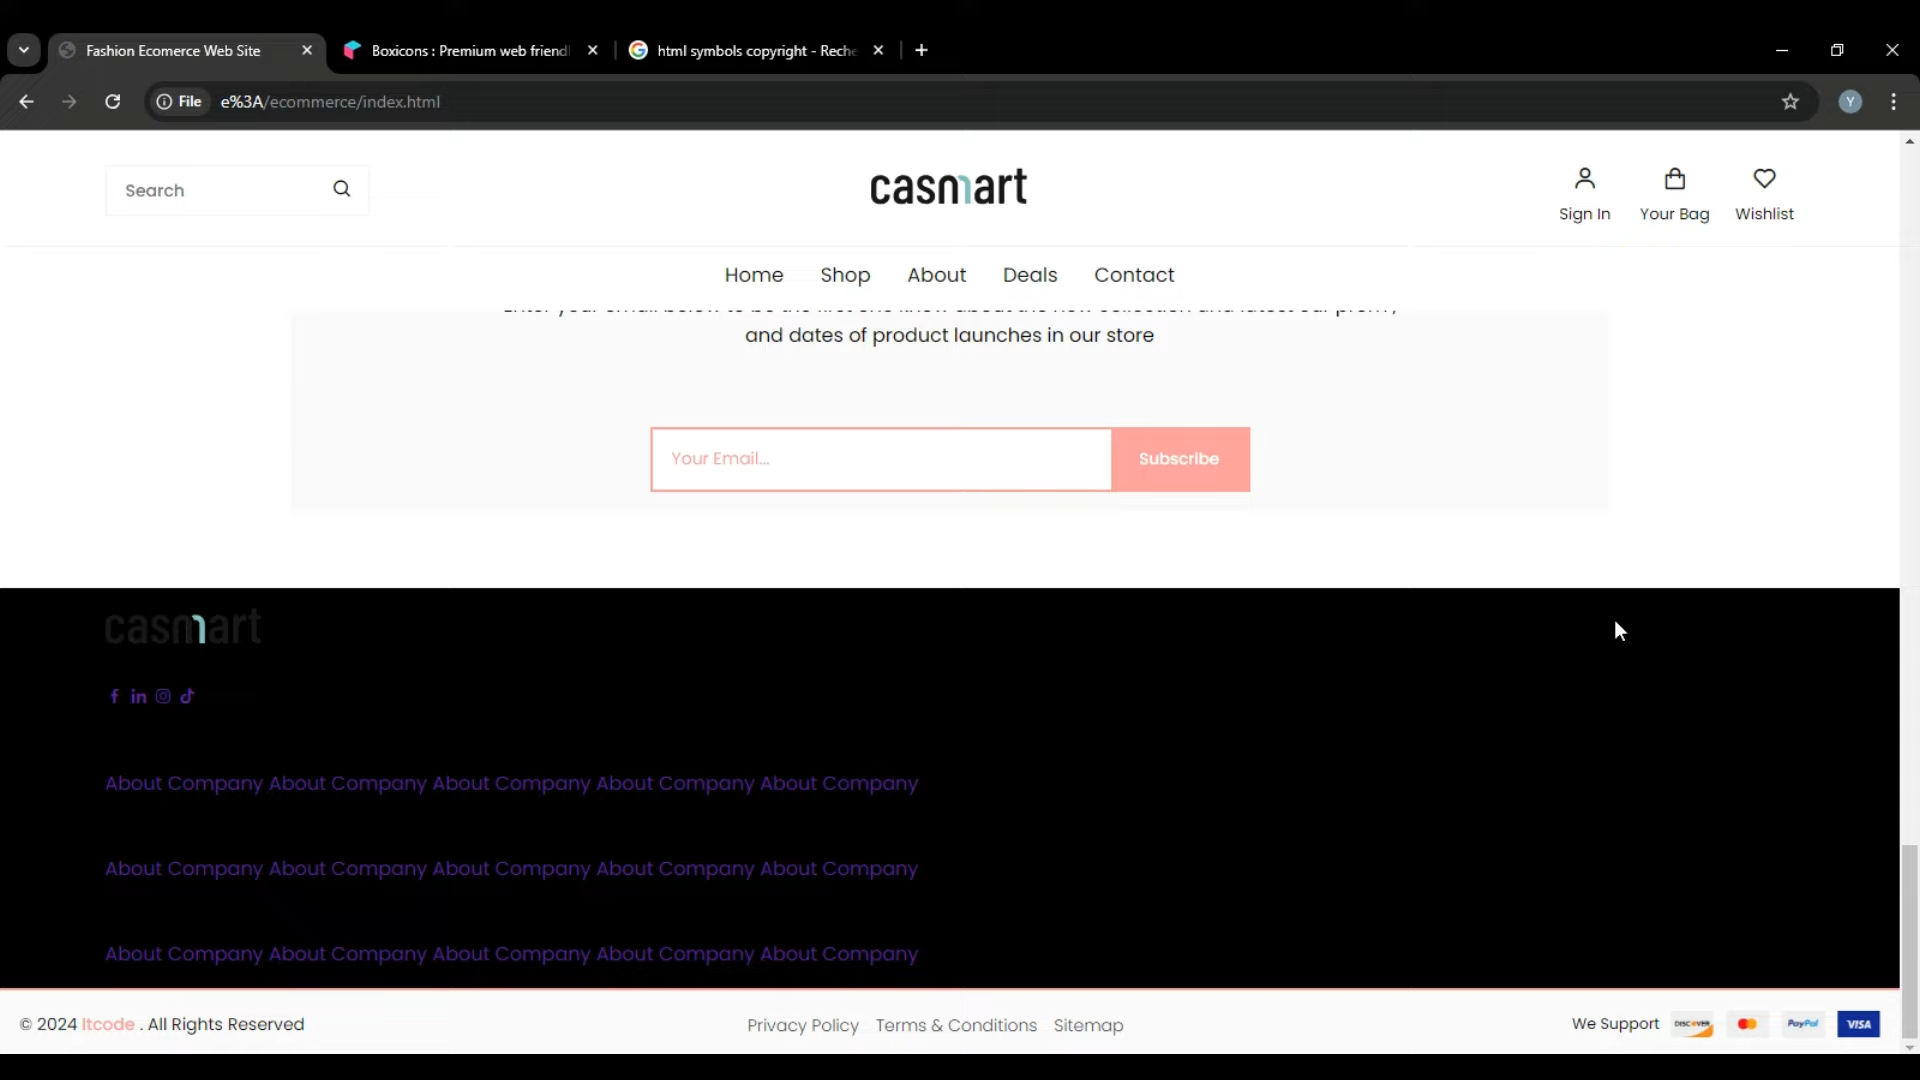 Fashion Ecomerce Web Site
Boxicons : Premium web friend
html symbols copyright - Reche
File e%3A/ecommerce/index.html
Y
Search
casmart
Sign In
Your Bag
Wishlist
Home Shop About Deals Contact
and dates of product launches in our store
Your Email...
Subscribe
casmart
About Company About Company About Company About Company About Company
About Company About Company About Company About Company About Company
About Company About Company About Company About Company About Company
© 2024 Itcode . All Rights Reserved
Privacy Policy Terms & Conditions Sitemap
We Support DISCOVER PayPal VISA